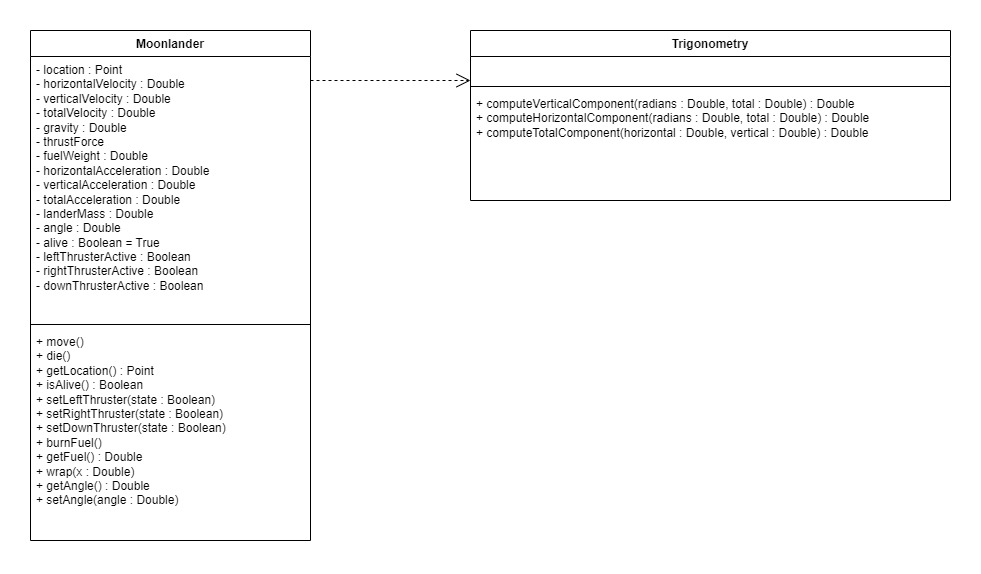 Moonlander
- location : Point
- horizontalVelocity : Double
- verticalVelocity : Double
- totalVelocity : Double
- gravity : Double
- thrustForce
- fuelWeight : Double
- horizontalAcceleration : Double
- verticalAcceleration : Double
- totalAcceleration : Double
- landerMass : Double
- angle : Double
- alive : Boolean = True
- leftThrusterActive : Boolean
- rightThrusterActive : Boolean
- downThrusterActive : Boolean
+ move()
+ die()
+ getLocation() : Point
+ isAlive() : Boolean
+ setLeftThruster(state : Boolean)
+ setRightThruster(state : Boolean)
+ setDownThruster(state : Boolean)
+ burnFuel()
+ getFuel() : Double
+ wrap(x : Double)
+ getAngle() : Double
+ setAngle(angle : Double)
Trigonometry
+ computeVerticalComponent(radians : Double, total : Double) : Double
+ computeHorizontalComponent(radians : Double, total : Double) : Double
+ computeTotalComponent(horizontal : Double, vertical : Double) : Double